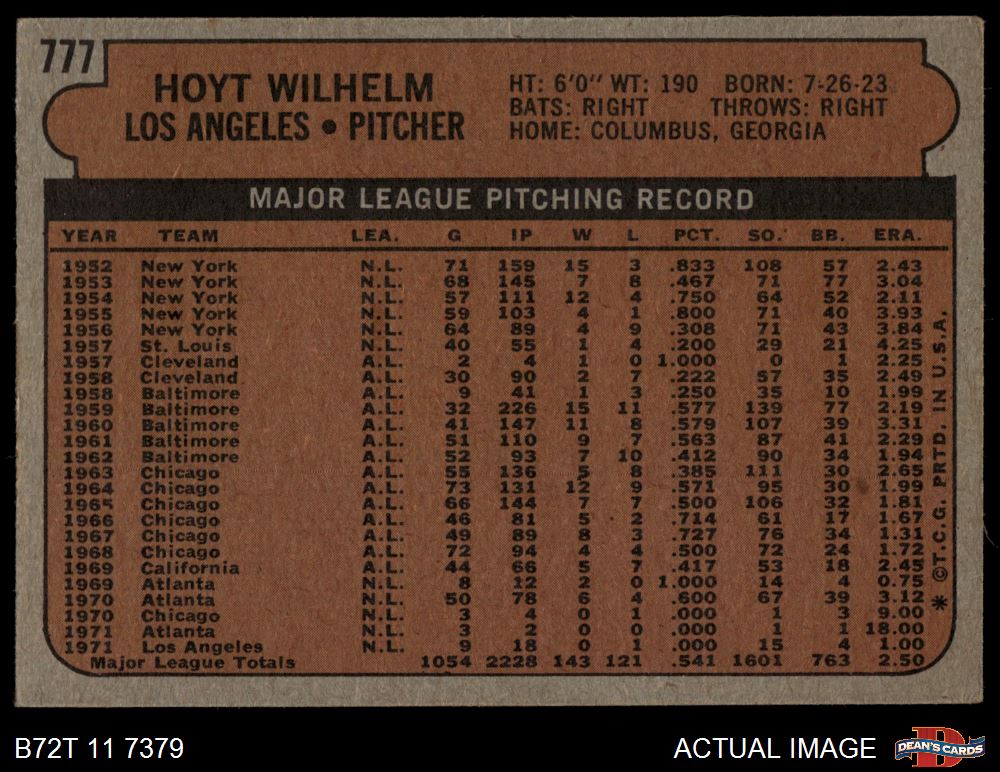 777
HOYT WILHELM
LOS ANGELES • PITCHER
HT: 6'0" WT: 190 BORN: 7-26-23
BATS: RIGHT THROWS: RIGHT
HOME: COLUMBUS, GEORGIA
MAJOR LEAGUE PITCHING RECORD
YEAR TEAM LEA. G IP W L PCT. SO. BB. ERA.
1952 New York N.L. 71 159 15 3 .833 108 57 2.43
1953 New York N.L. 68 145 7 8 .467 71 77 3.04
1954 New York N.L. 57 111 12 4 .750 64 52 2.11
1955 New York N.L. 59 103 4 1 .800 71 40 3.93
1956 New York N.L. 64 89 4 9 .308 71 43 3.84
1957 St. Louis N.L. 40 55 1 4 .200 29 21 4.25
1957 Cleveland A.L. 2 4 1 0 1.000 0 1 2.25
1958 Cleveland A.L. 30 90 2 7 .222 57 35 2.49
1958 Baltimore A.L. 9 41 1 3 .250 35 10 1.99
1959 Baltimore A.L. 32 226 15 11 .577 139 77 2.19
1960 Baltimore A.L. 41 147 11 8 .579 107 39 3.31
1961 Baltimore A.L. 51 110 9 7 .563 87 41 2.29
1962 Baltimore A.L. 52 93 7 10 .412 90 34 1.94
1963 Chicago A.L. 55 136 5 8 .385 111 30 2.65
1964 Chicago A.L. 73 131 12 9 .571 95 30 1.99
1965 Chicago A.L. 66 144 7 7 .500 106 32 1.81
1966 Chicago A.L. 46 81 5 2 .714 61 17 1.67
1967 Chicago A.L. 49 89 8 3 .727 76 34 1.31
1968 Chicago A.L. 72 94 4 4 .500 72 24 1.72
1969 California A.L. 44 66 5 7 .417 53 18 2.45
1969 Atlanta N.L. 8 12 2 0 1.000 14 4 0.75
1970 Atlanta N.L. 50 78 6 4 .600 67 39 3.12
1970 Chicago N.L. 3 4 0 1 .000 1 3 9.00
1971 Atlanta N.L. 3 2 0 0 .000 1 1 18.00
1971 Los Angeles N.L. 9 18 0 1 .000 15 4 1.00
Major League Totals 1054 2228 143 121 .541 1601 763 2.50
* © T.C.G. PRTD. IN U.S.A.
B72T 11 7379
ACTUAL IMAGE
DEAN'S CARDS